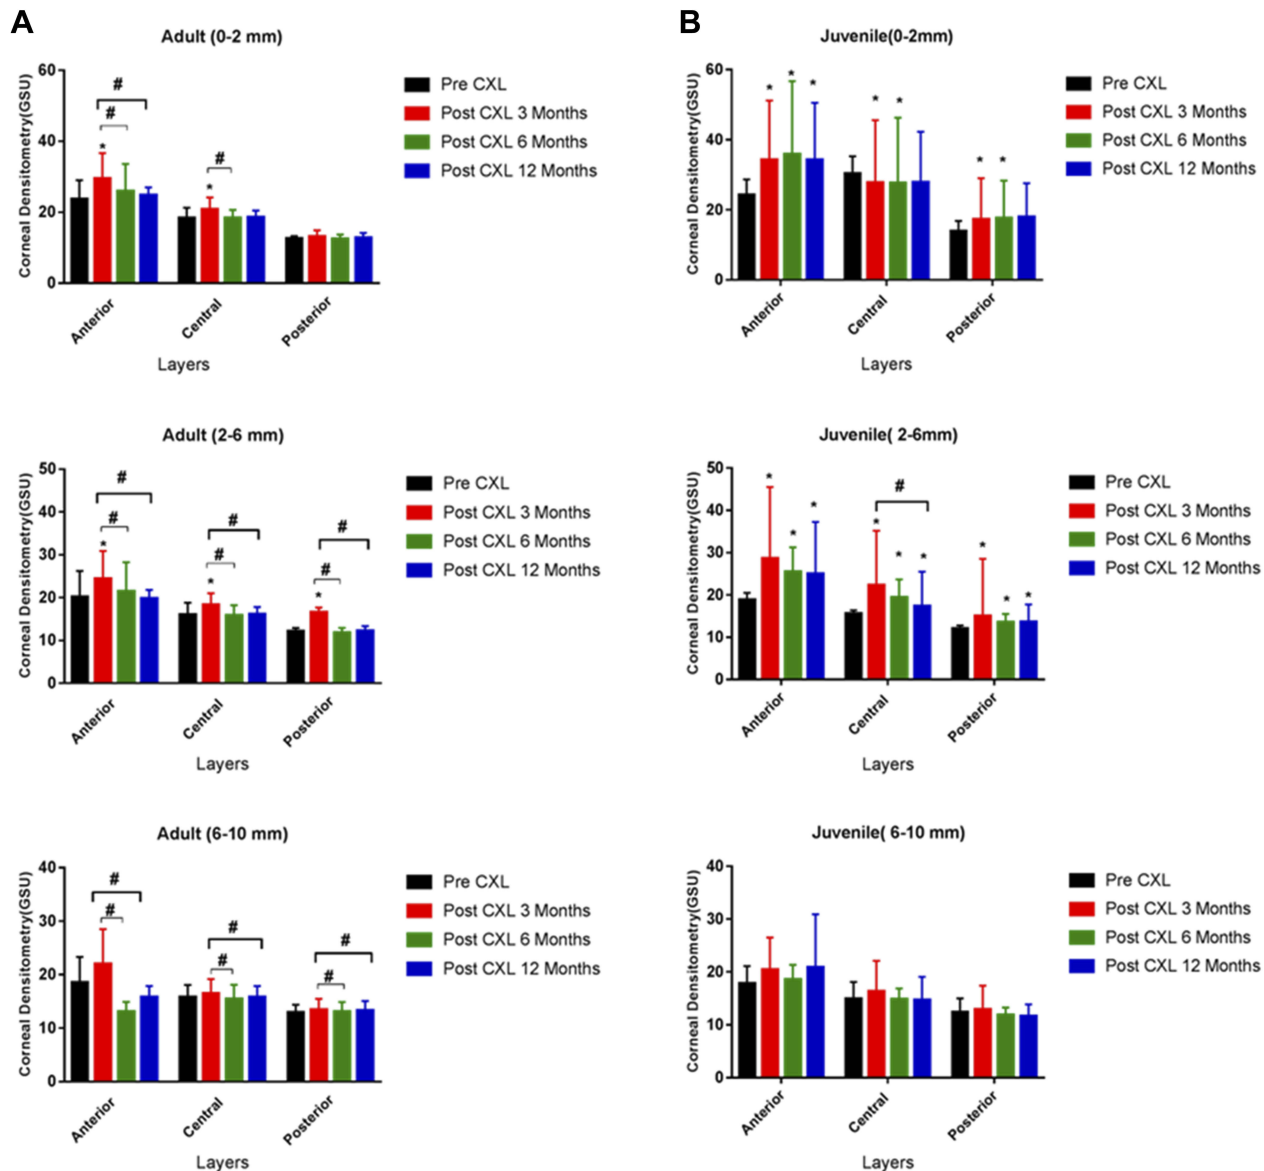 A
Adult (0-2 mm)
Corneal Densitometry(GSU)
60
40
20
0
#
#
*
#
*
Anterior
Central
Posterior
Layers
Pre CXL
Post CXL 3 Months
Post CXL 6 Months
Post CXL 12 Months
B
Juvenile(0-2mm)
Corneal Densitometry(GSU)
60
40
20
0
* * *
* *
* *
Anterior
Central
Posterior
Layers
Pre CXL
Post CXL 3 Months
Post CXL 6 Months
Post CXL 12 Months
Adult (2-6 mm)
Corneal Densitometry(GSU)
50
40
30
20
10
0
#
#
*
#
#
*
#
#
*
Anterior
Central
Posterior
Layers
Pre CXL
Post CXL 3 Months
Post CXL 6 Months
Post CXL 12 Months
Juvenile( 2-6mm)
Corneal Densitometry(GSU)
50
40
30
20
10
0
* * *
#
* * *
* * *
Anterior
Central
Posterior
Layers
Pre CXL
Post CXL 3 Months
Post CXL 6 Months
Post CXL 12 Months
Adult (6-10 mm)
Corneal Densitometry(GSU)
40
30
20
10
0
#
#
#
#
#
#
Anterior
Central
Posterior
Layers
Pre CXL
Post CXL 3 Months
Post CXL 6 Months
Post CXL 12 Months
Juvenile( 6-10 mm)
Corneal Densitometry(GSU)
40
30
20
10
0
Anterior
Central
Posterior
Layers
Pre CXL
Post CXL 3 Months
Post CXL 6 Months
Post CXL 12 Months